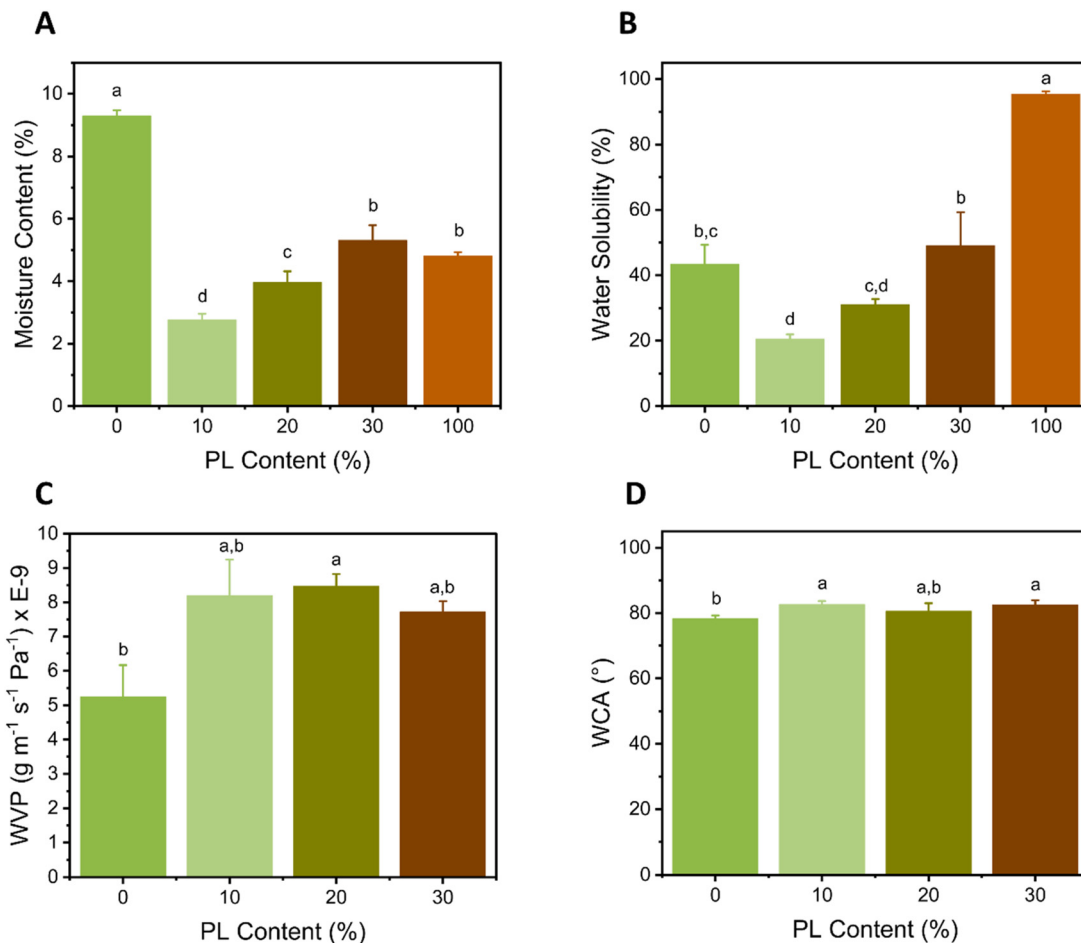 A
Moisture Content (%)
10
8
6
4
2
0
a
d
c
b
b
0 10 20 30 100
PL Content (%)
B
Water Solubility (%)
100
80
60
40
20
0
b,c
d
c,d
b
a
0 10 20 30 100
PL Content (%)
C
WVP (g m⁻¹ s⁻¹ Pa⁻¹) x E-9
10
9
8
7
6
5
4
3
2
1
0
b
a,b
a
a,b
0 10 20 30
PL Content (%)
D
WCA (°)
100
80
60
40
20
0
b
a
a,b
a
0 10 20 30
PL Content (%)